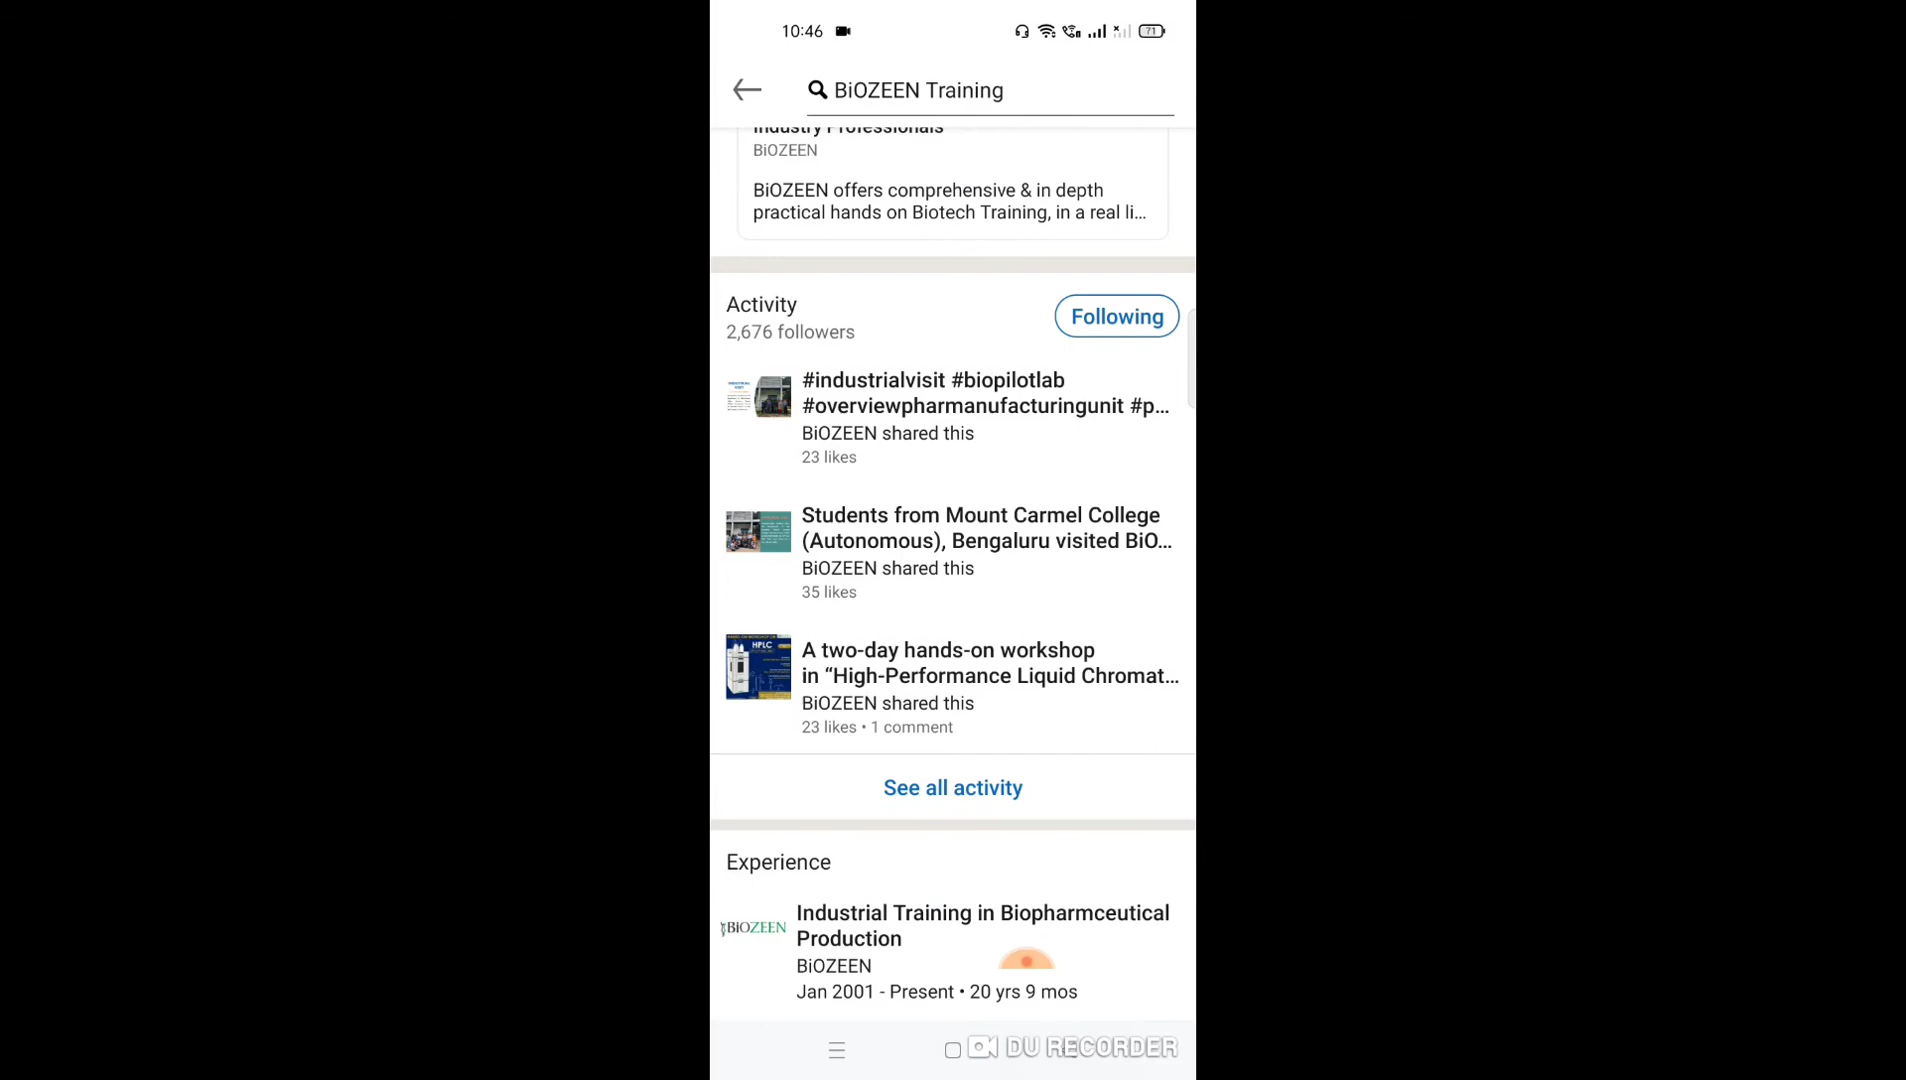 10:46
71
BiOZEEN Training
Industry Professionals
BiOZEEN
BiOZEEN offers comprehensive & in depth
practical hands on Biotech Training, in a real li...
Activity
Following
2,676 followers
#industrialvisit #biopilotlab
#overviewpharmanufacturingunit #p...
BiOZEEN shared this
23 likes
Students from Mount Carmel College
(Autonomous), Bengaluru visited BiO...
BiOZEEN shared this
35 likes
HPLC
A two-day hands-on workshop
in “High-Performance Liquid Chromat...
BiOZEEN shared this
23 likes • 1 comment
See all activity
Experience
BiOZEEN
Industrial Training in Biopharmceutical
Production
BiOZEEN
Jan 2001 - Present • 20 yrs 9 mos
DU RECORDER